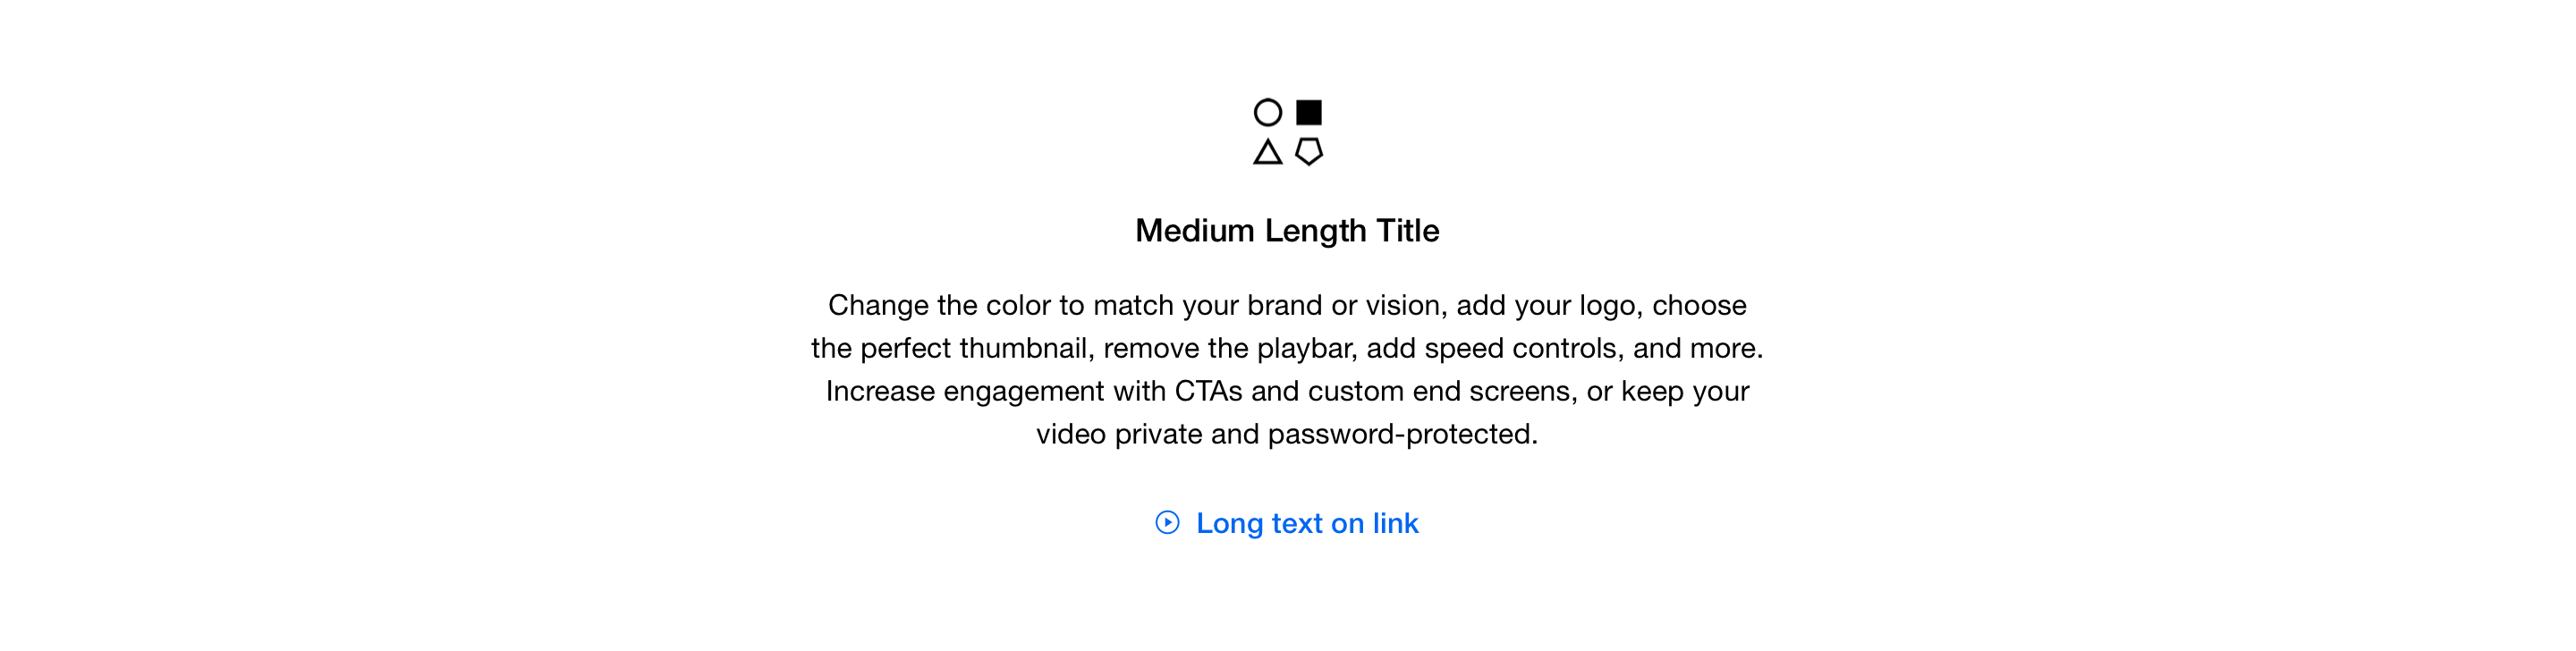 Medium Length Title
Change the color to match your brand or vision, add your logo, choose
the perfect thumbnail, remove the playbar, add speed controls, and more.
Increase engagement with CTAs and custom end screens, or keep your
video private and password-protected.
Long text on link